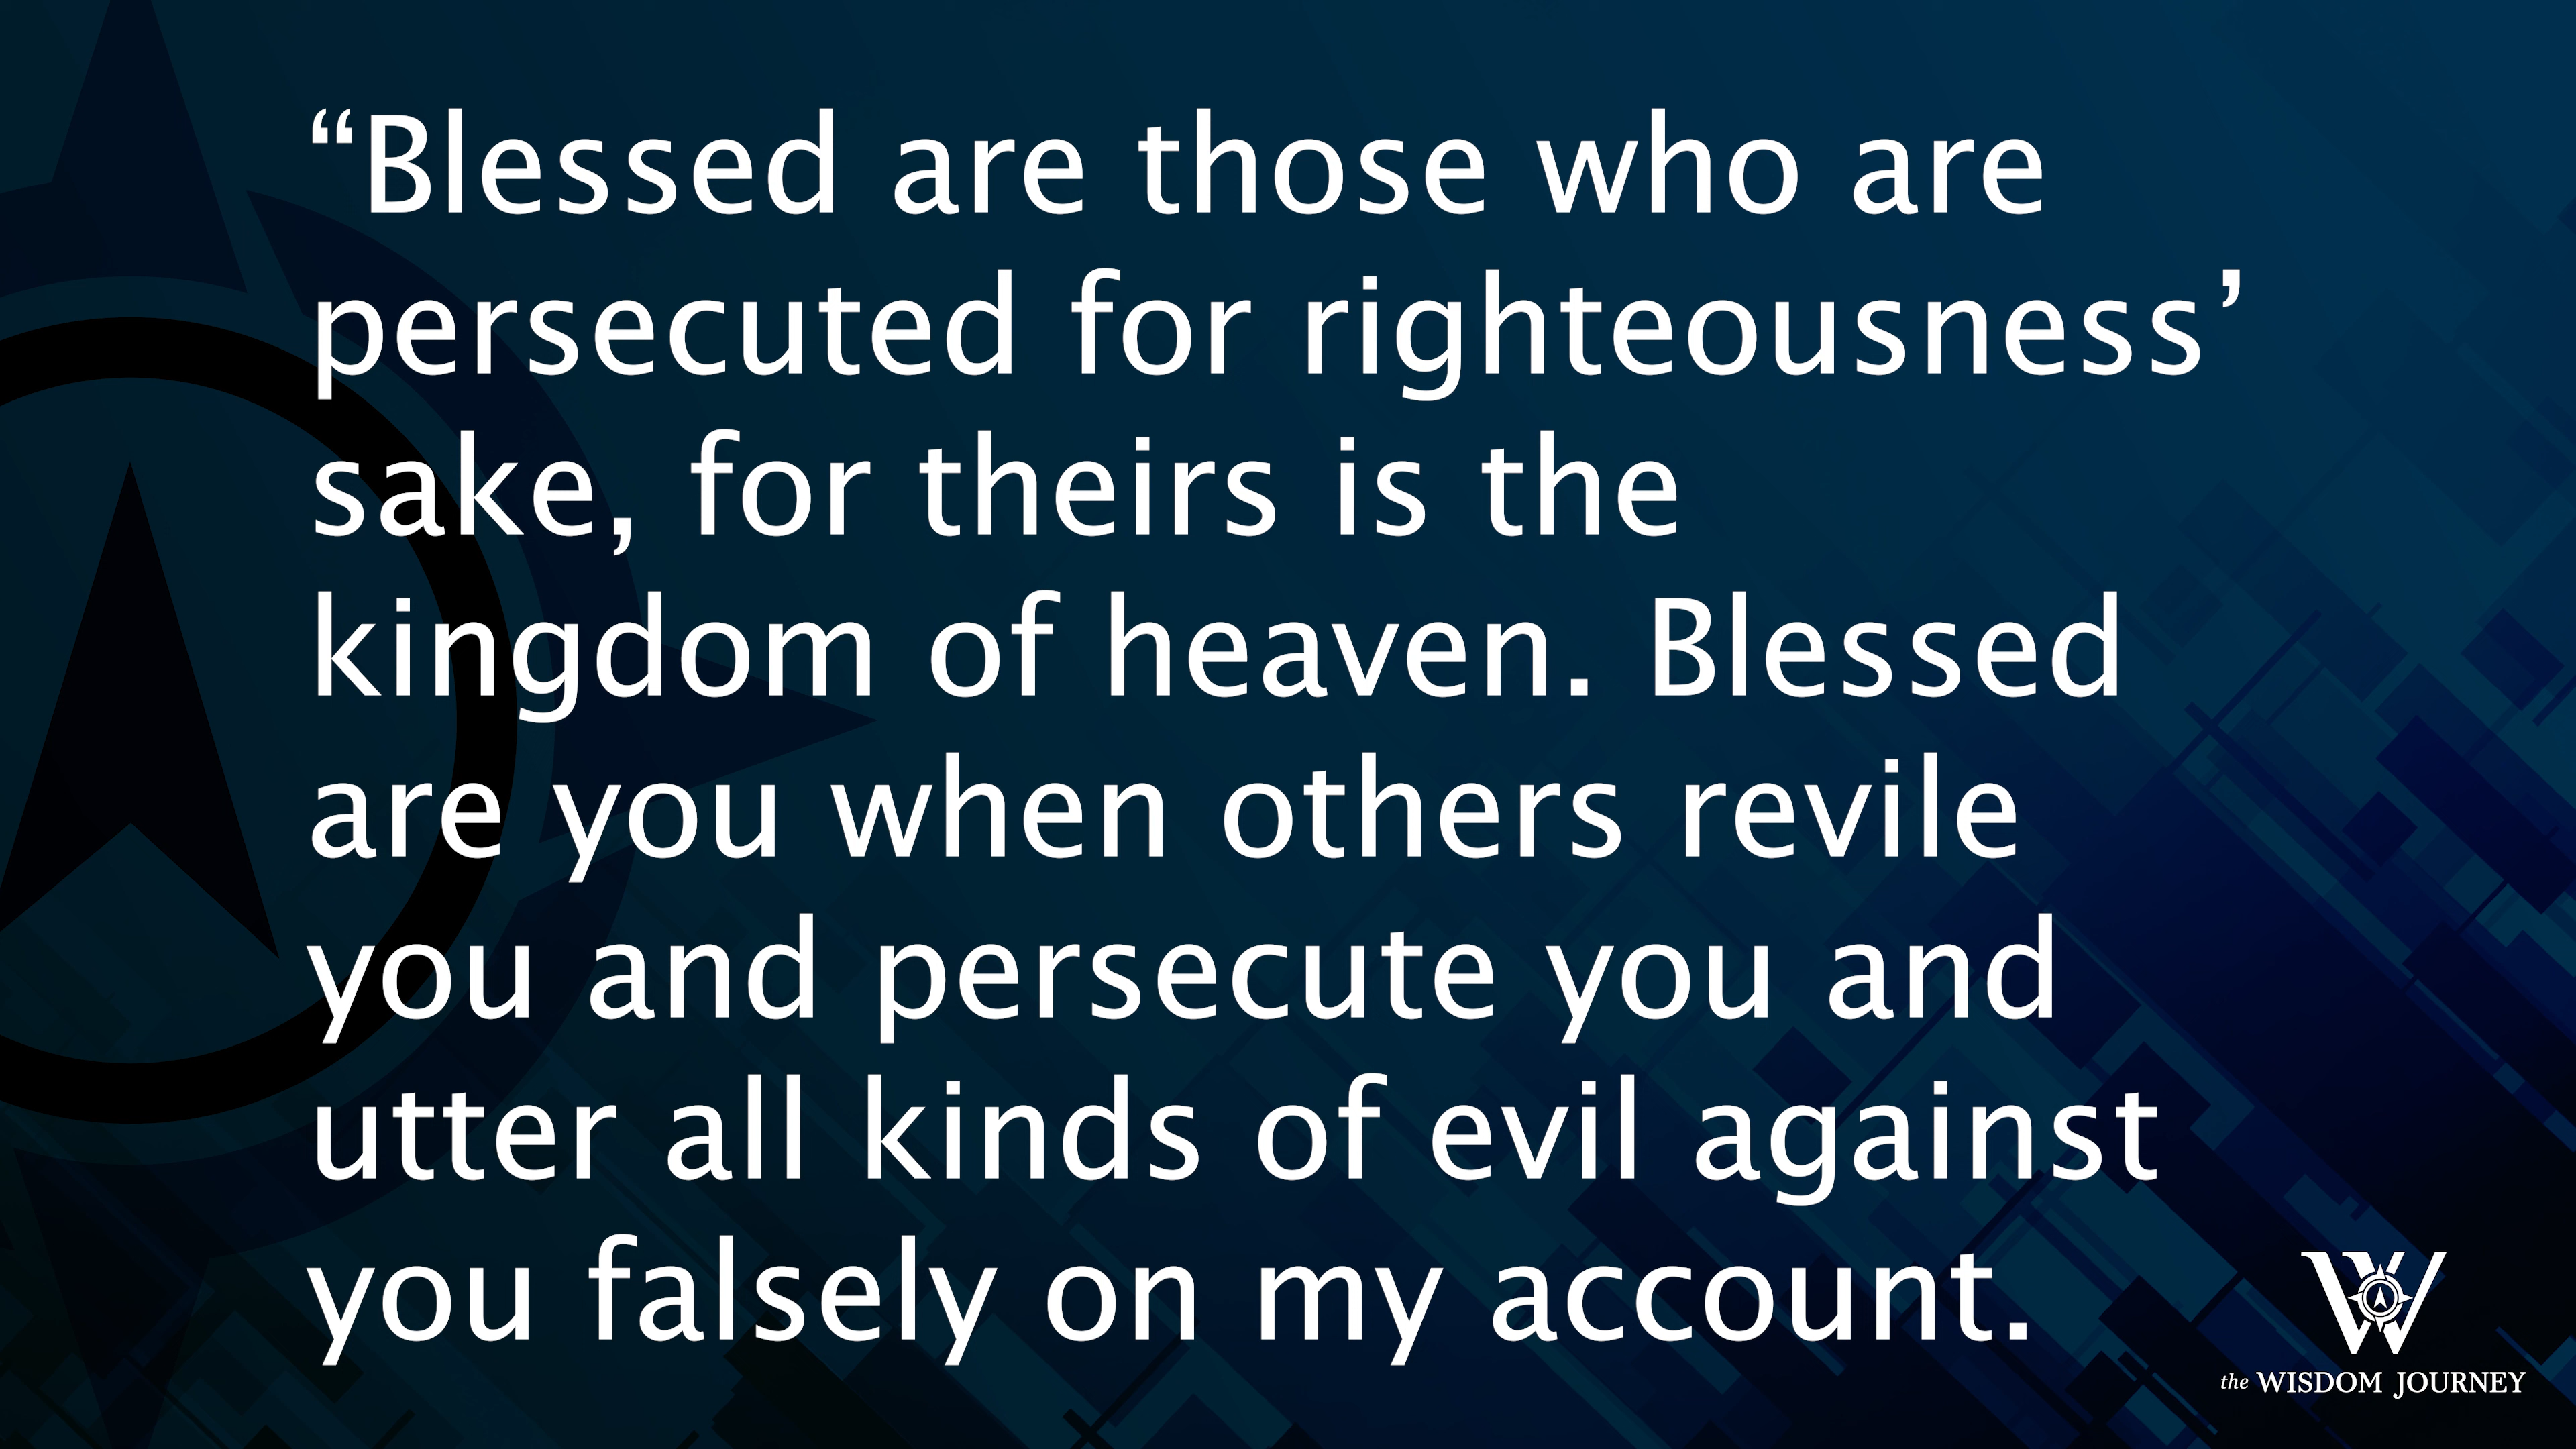 “Blessed are those who are
persecuted for righteousness’
sake, for theirs is the
kingdom of heaven. Blessed
are you when others revile
you and persecute you and
utter all kinds of evil against
you falsely on my account.
W
the WISDOM JOURNEY